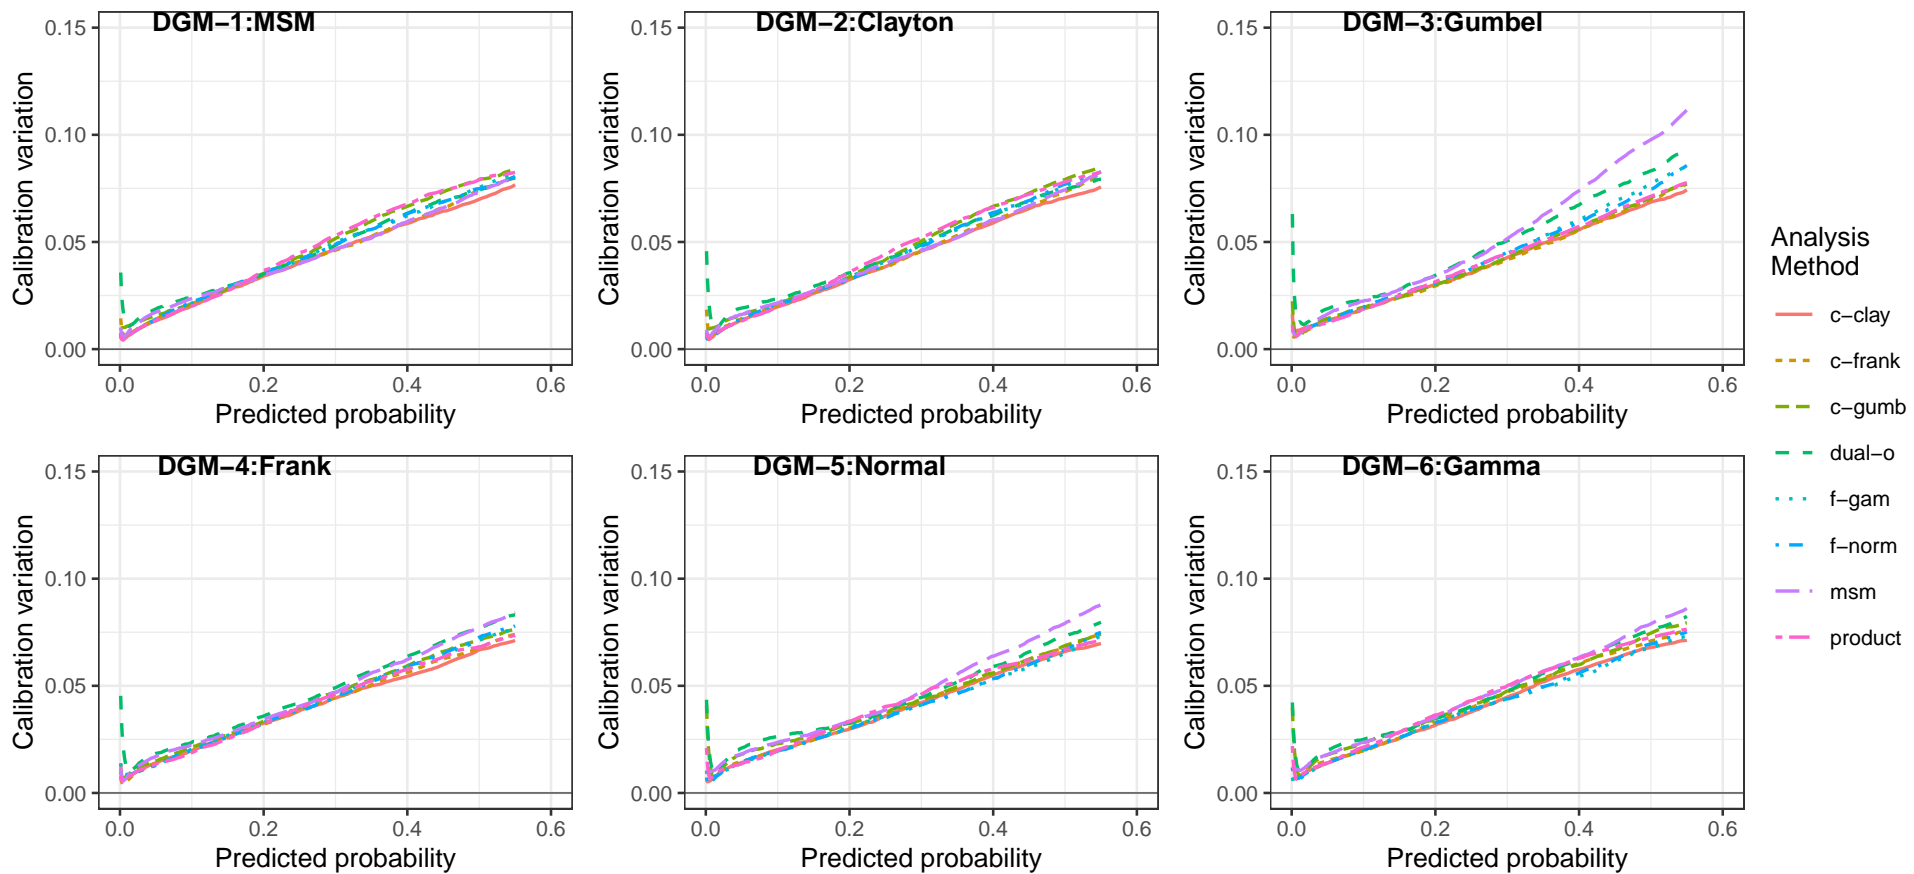 DGM−1:MSM
0.15
0.10
0.05
0.00
Calibration variation
0.0 0.2 0.4 0.6
Predicted probability
DGM−2:Clayton
0.15
0.10
0.05
0.00
Calibration variation
0.0 0.2 0.4 0.6
Predicted probability
DGM−3:Gumbel
0.15
0.10
0.05
0.00
Calibration variation
0.0 0.2 0.4 0.6
Predicted probability
DGM−4:Frank
0.15
0.10
0.05
0.00
Calibration variation
0.0 0.2 0.4 0.6
Predicted probability
DGM−5:Normal
0.15
0.10
0.05
0.00
Calibration variation
0.0 0.2 0.4 0.6
Predicted probability
DGM−6:Gamma
0.15
0.10
0.05
0.00
Calibration variation
0.0 0.2 0.4 0.6
Predicted probability
Analysis
Method
c−clay
c−frank
c−gumb
dual−o
f−gam
f−norm
msm
product